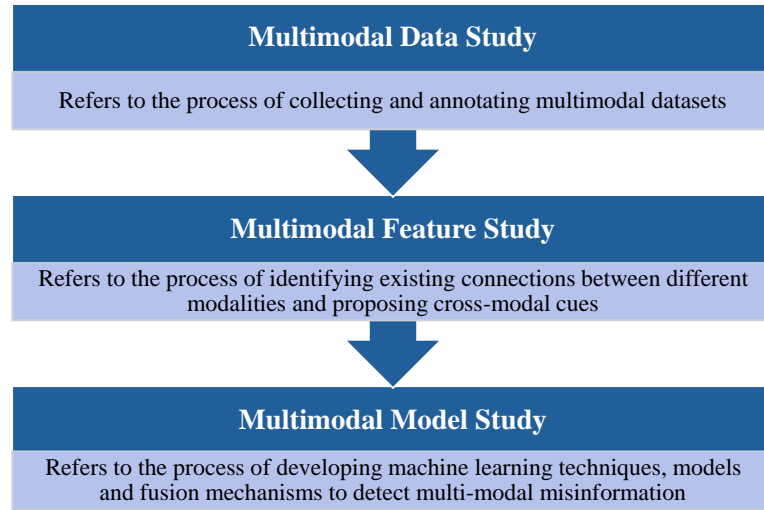 Multimodal Data Study
Refers to the process of collecting and annotating multimodal datasets
Multimodal Feature Study
Refers to the process of identifying existing connections between different
modalities and proposing cross-modal cues
Multimodal Model Study
Refers to the process of developing machine learning techniques, models
and fusion mechanisms to detect multi-modal misinformation